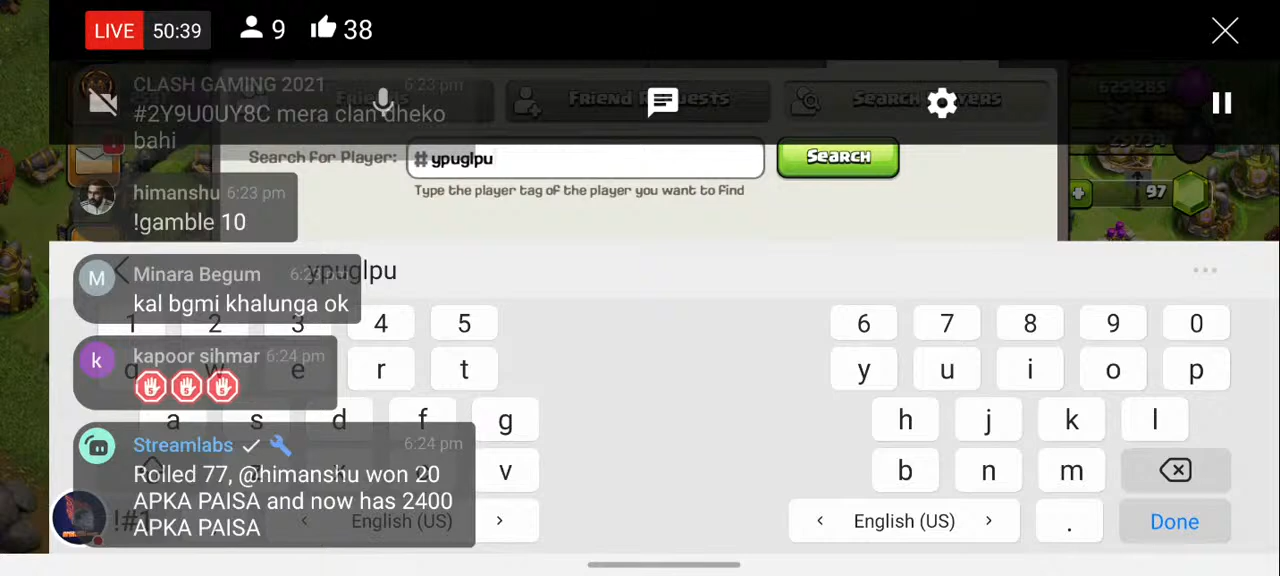 LIVE 50:39 9 38
CLASH GAMING 2021 6:23 pm
#2Y9U0UY8C mera clan dheko
bahi
Friend Requests
Search Players
Search For Player: # ypuglpu Search
Type the player tag of the player you want to find
97
himanshu 6:23 pm
!gamble 10
ypuglpu
M Minara Begum
kal bgmi khalunga ok
1 2 3 4 5 6 7 8 9 0
k kapoor sihmar 6:24 pm
q w e r t y u i o p
a s d f g h j k l
Streamlabs 6:24 pm
Rolled 77, @himanshu won 20
APKA PAISA and now has 2400
APKA PAISA
v b n m
!#1 English (US) English (US) . Done